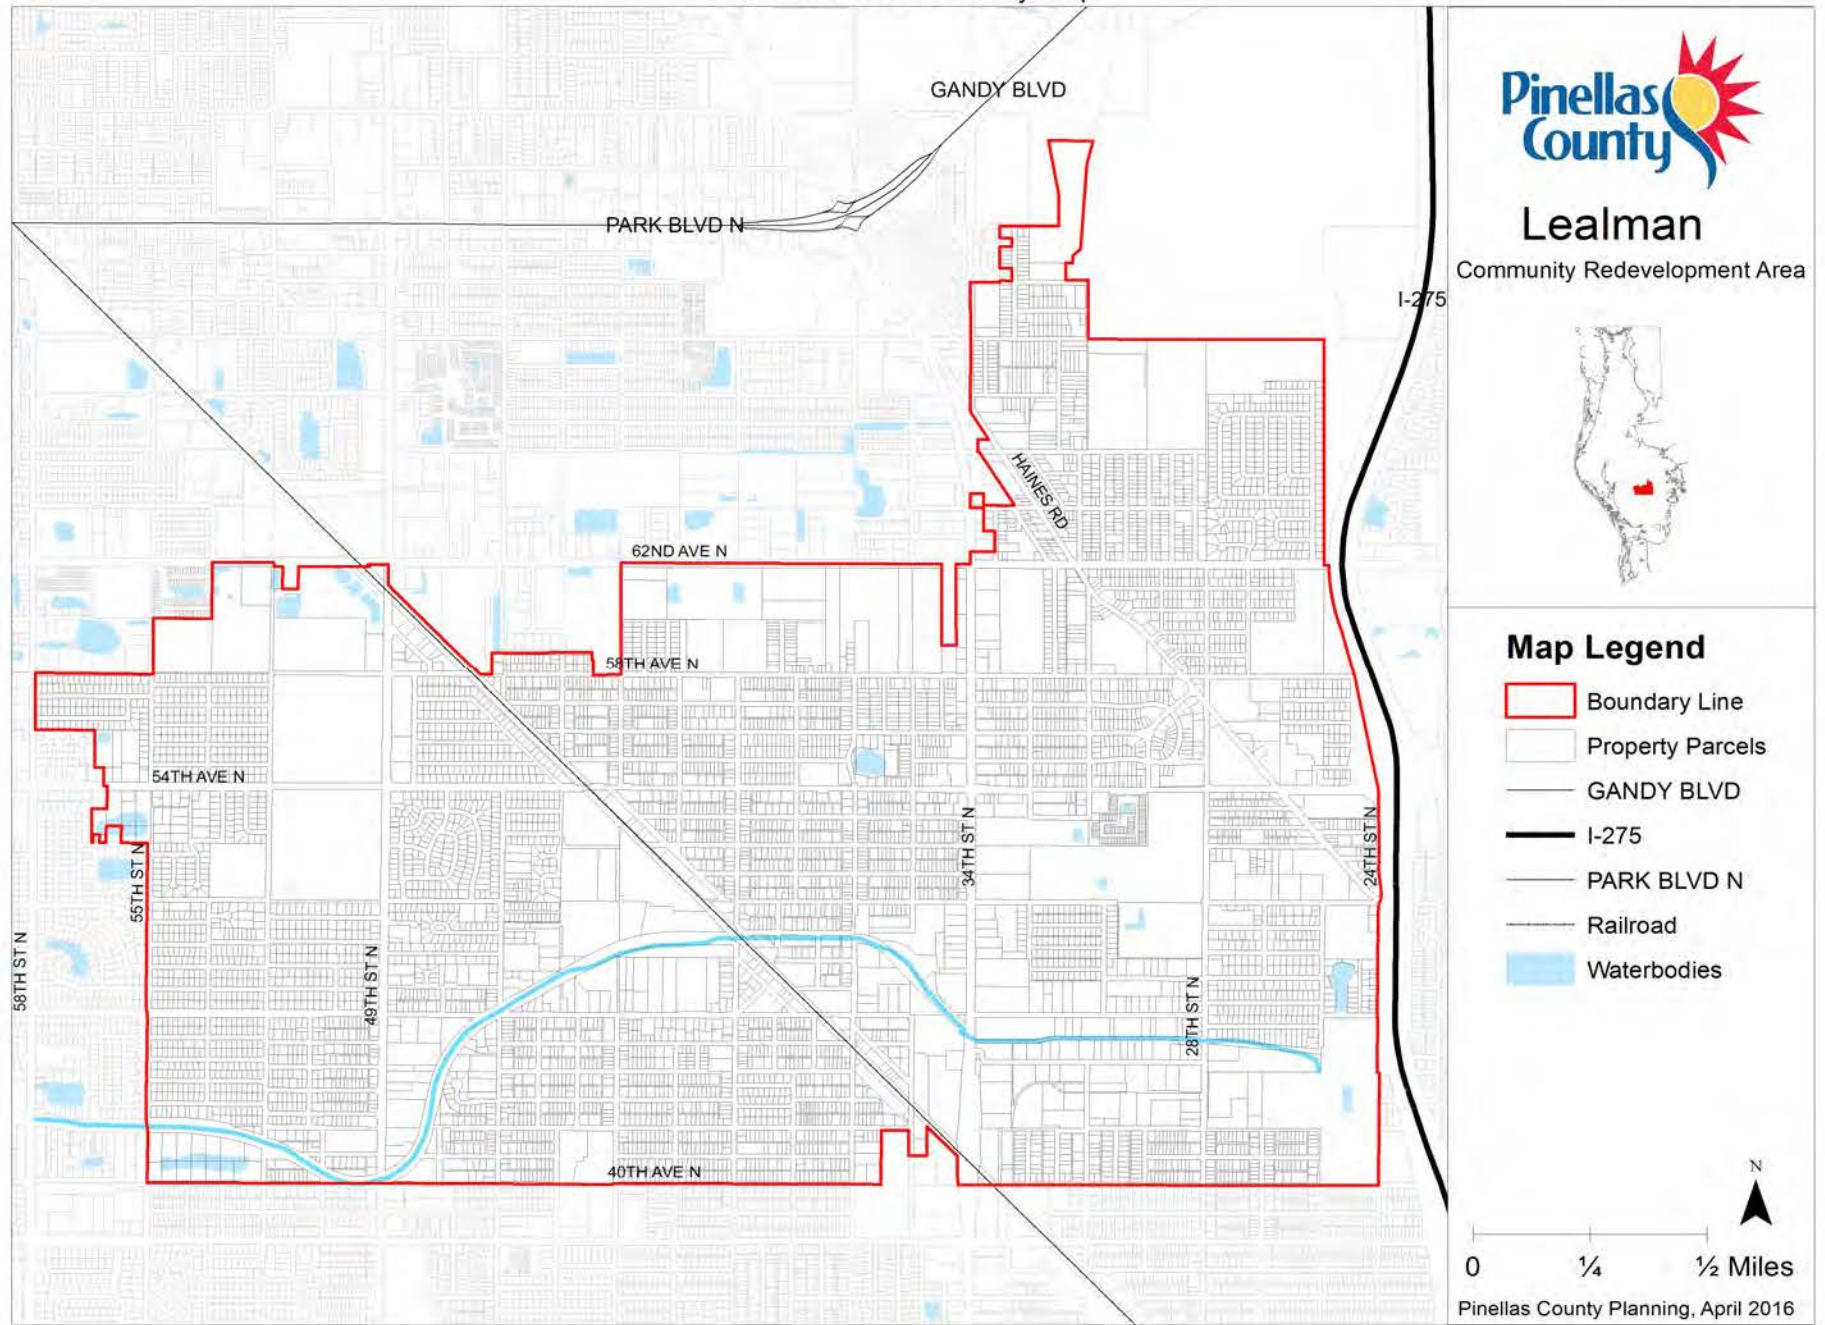 GANDY BLVD
PARK BLVD N
I-275
HAINES RD
62ND AVE N
58TH AVE N
54TH AVE N
34TH ST N
24TH ST N
55TH ST N
58TH ST N
49TH ST N
28TH ST N
40TH AVE N
Pinellas
County
Lealman
Community Redevelopment Area
Map Legend
Boundary Line
Property Parcels
GANDY BLVD
I-275
PARK BLVD N
Railroad
Waterbodies
N
0 ¼ ½ Miles
Pinellas County Planning, April 2016